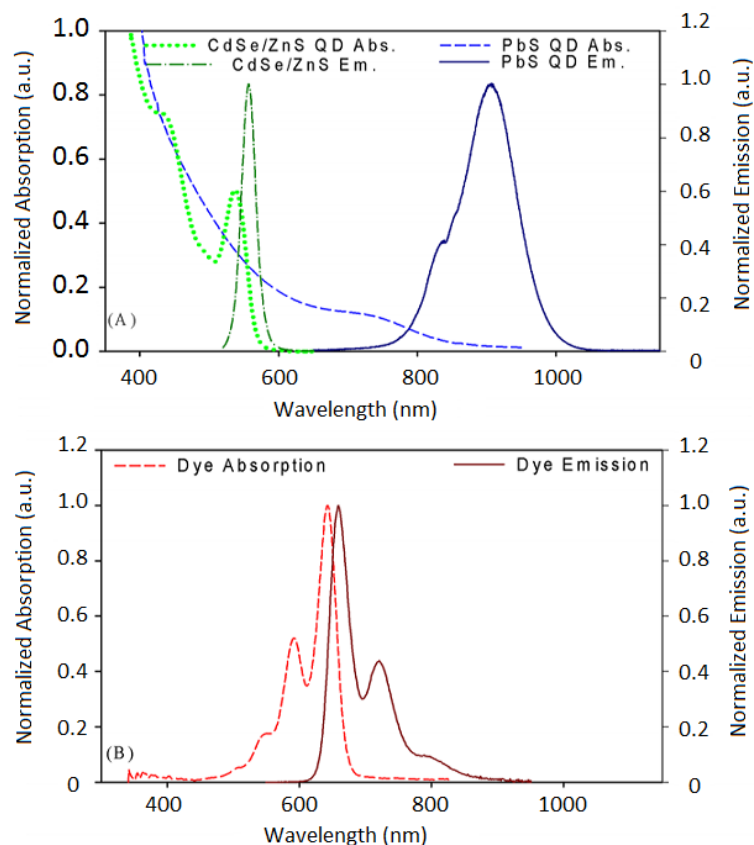 CdSe/ZnS QD Abs.
CdSe/ZnS Em.
PbS QD Abs.
PbS QD Em.
Normalized Absorption (a.u.)
1.0
0.8
0.6
0.4
0.2
0.0
(A)
400
600
800
1000
Wavelength (nm)
1.2
1.0
0.8
0.6
0.4
0.2
0
Normalized Emission (a.u.)
Dye Absorption
Dye Emission
Normalized Absorption (a.u.)
1.2
1.0
0.8
0.6
0.4
0.2
0
(B)
400
600
800
1000
Wavelength (nm)
1.2
1.0
0.8
0.6
0.4
0.2
0
Normalized Emission (a.u.)